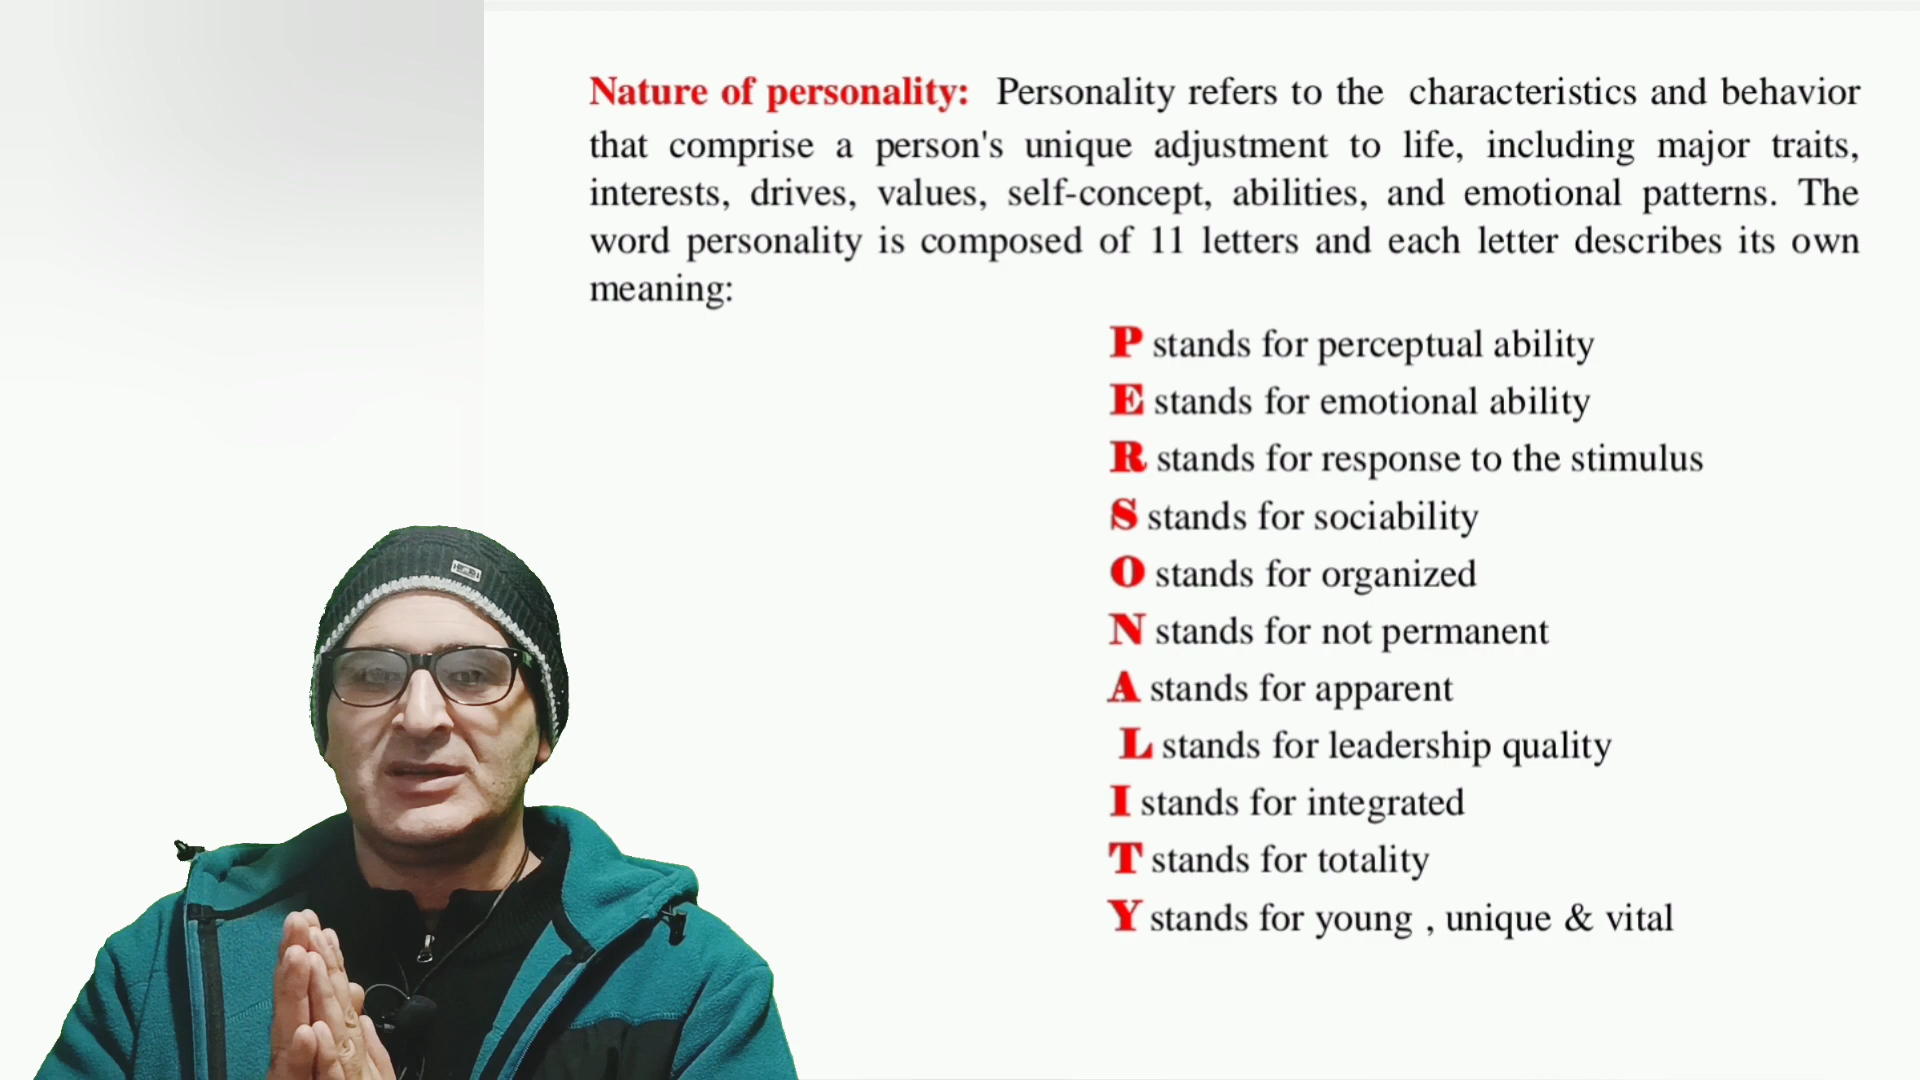 Nature of personality: Personality refers to the characteristics and behavior
that comprise a person's unique adjustment to life, including major traits,
interests, drives, values, self-concept, abilities, and emotional patterns. The
word personality is composed of 11 letters and each letter describes its own
meaning:
P stands for perceptual ability
E stands for emotional ability
R stands for response to the stimulus
S stands for sociability
O stands for organized
N stands for not permanent
A stands for apparent
L stands for leadership quality
I stands for integrated
T stands for totality
Y stands for young , unique & vital